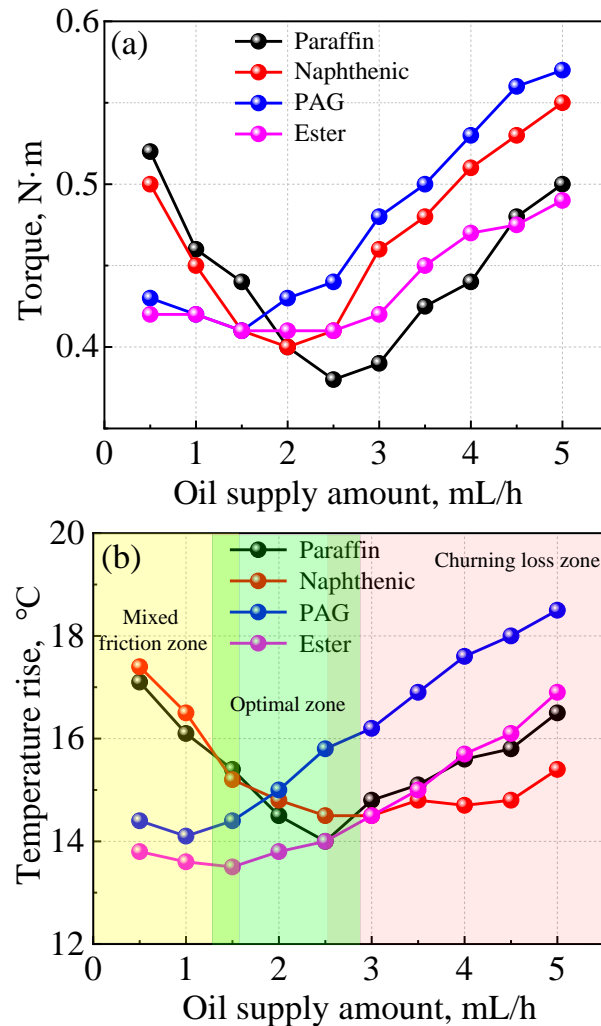 (a)
Paraffin
Naphthenic
PAG
Ester
0.6
0.5
0.4
Torque, N·m
0 1 2 3 4 5
Oil supply amount, mL/h
(b)
Paraffin
Naphthenic
PAG
Ester
Churning loss zone
Mixed
friction zone
Optimal zone
20
18
16
14
12
Temperature rise, °C
0 1 2 3 4 5
Oil supply amount, mL/h